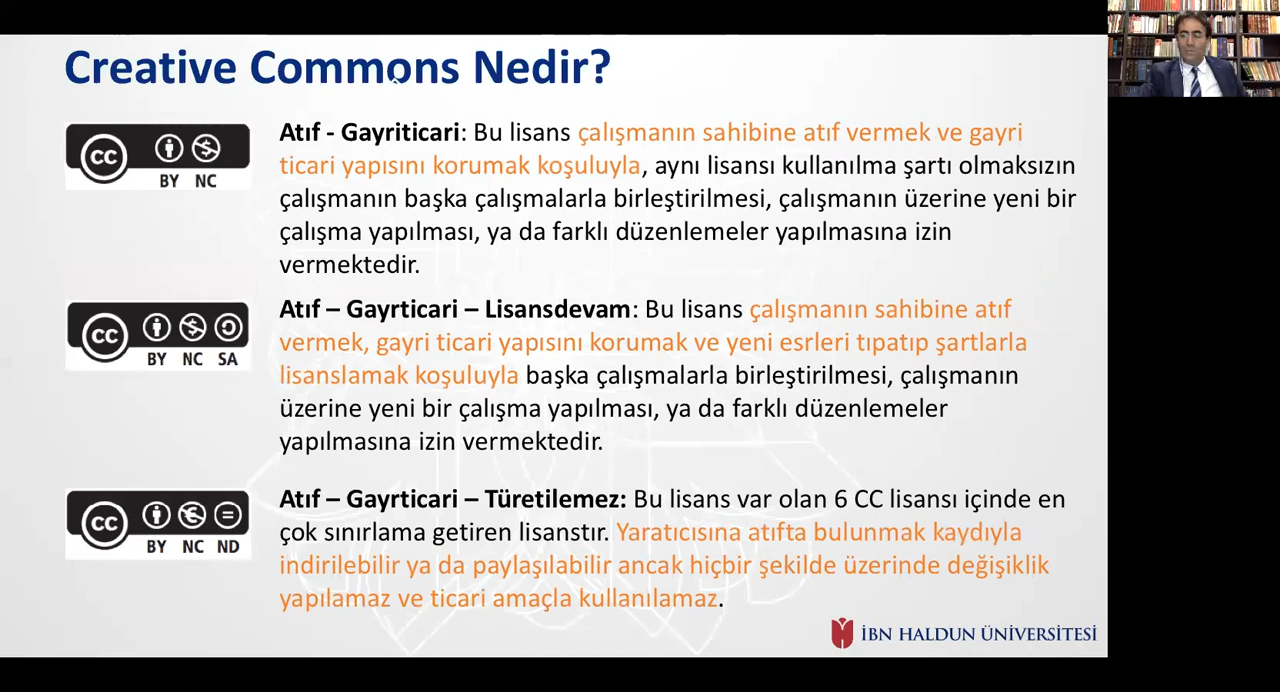 Creative Commons Nedir?
cc
BY NC
Atıf - Gayriticari: Bu lisans çalışmanın sahibine atıf vermek ve gayri
ticari yapısını korumak koşuluyla, aynı lisansı kullanılma şartı olmaksızın
çalışmanın başka çalışmalarla birleştirilmesi, çalışmanın üzerine yeni bir
çalışma yapılması, ya da farklı düzenlemeler yapılmasına izin
vermektedir.
cc
BY NC SA
Atıf – Gayrticari – Lisansdevam: Bu lisans çalışmanın sahibine atıf
vermek, gayri ticari yapısını korumak ve yeni esrleri tıpatıp şartlarla
lisanslamak koşuluyla başka çalışmalarla birleştirilmesi, çalışmanın
üzerine yeni bir çalışma yapılması, ya da farklı düzenlemeler
yapılmasına izin vermektedir.
cc
BY NC ND
Atıf – Gayrticari – Türetilemez: Bu lisans var olan 6 CC lisansı içinde en
çok sınırlama getiren lisanstır. Yaratıcısına atıfta bulunmak kaydıyla
indirilebilir ya da paylaşılabilir ancak hiçbir şekilde üzerinde değişiklik
yapılamaz ve ticari amaçla kullanılamaz.
İBN HALDUN ÜNİVERSİTESİ